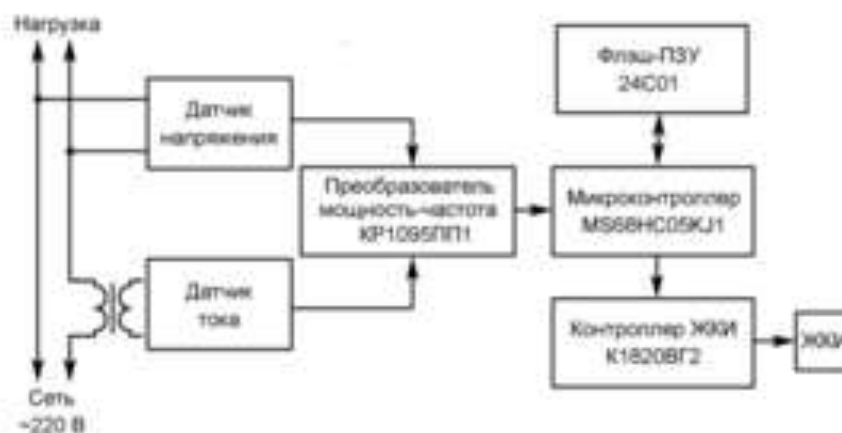 Нагрузка
Датчик
напряжения
Флэш-ПЗУ
24С01
Преобразователь
мощность-частота
КР1095ПП1
Микроконтроллер
MS68HC05KJ1
Датчик
тока
Контроллер ЖКИ
К1820ВГ2
ЖКИ
Сеть
~220 В